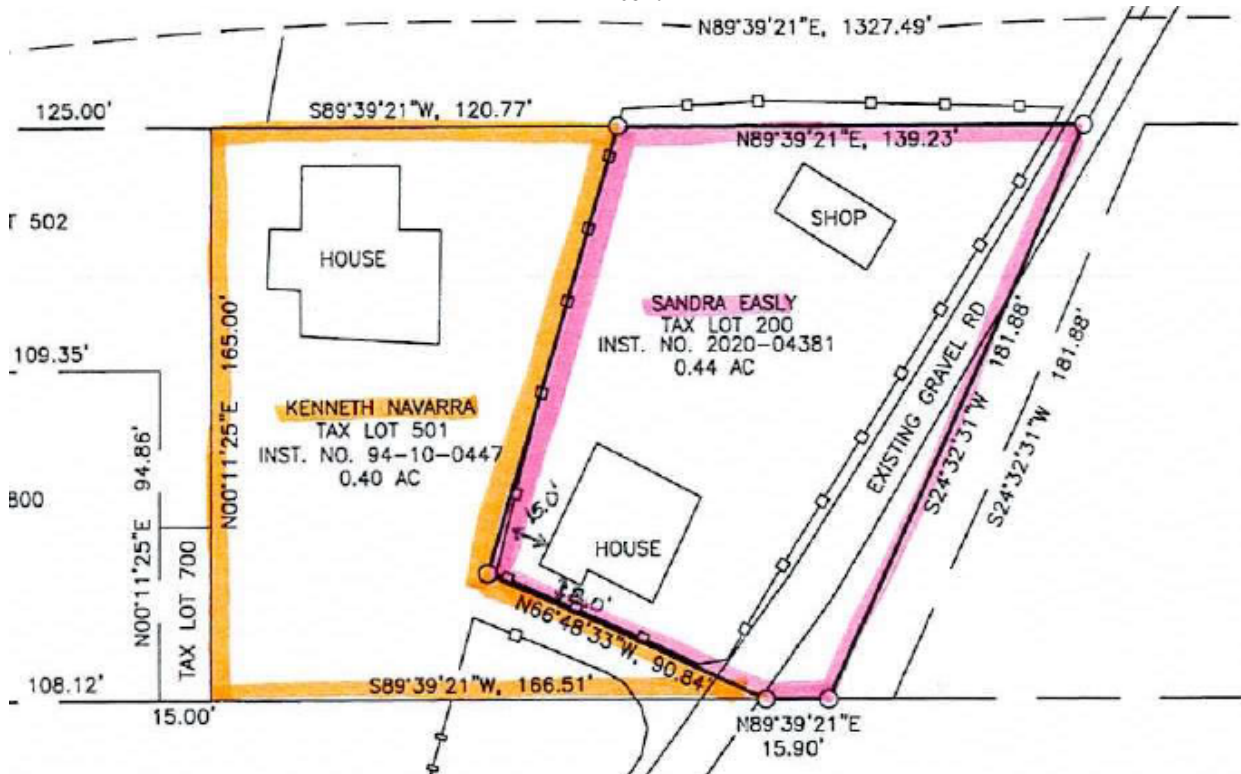 N89°39'21"E, 1327.49'
125.00'
S89°39'21"W, 120.77'
N89°39'21"E, 139.23'
502
HOUSE
SHOP
SANDRA EASLY
TAX LOT 200
INST. NO. 2020-04381
0.44 AC
N00°11'25"E 165.00'
109.35'
KENNETH NAVARRA
TAX LOT 501
INST. NO. 94-10-0447
0.40 AC
EXISTING GRAVEL RD
S24°32'31"W 181.88'
S24°32'31"W 181.88'
N00°11'25"E 94.86'
800
TAX LOT 700
15.0'
HOUSE
N66°48'33"W, 90.84'
108.12'
S89°39'21"W, 166.51'
15.00'
N89°39'21"E
15.90'